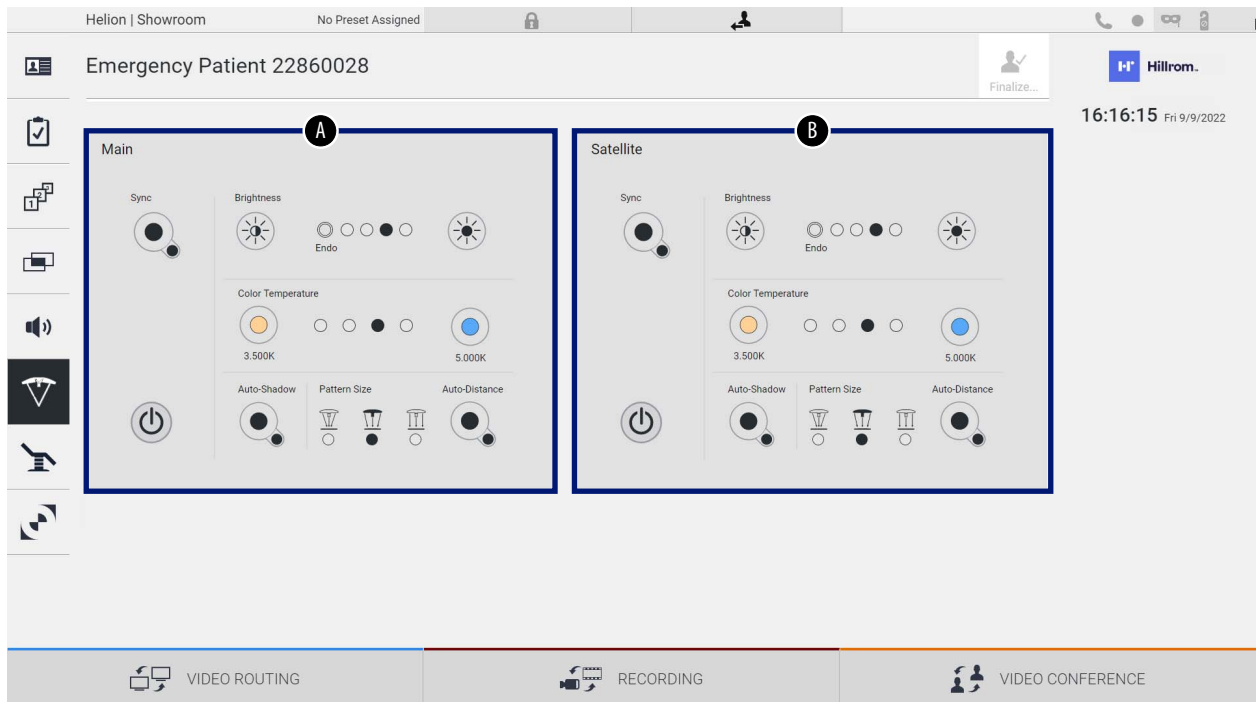 Helion | Showroom
No Preset Assigned
Emergency Patient 22860028
Finalize...
Hillrom™
16:16:15 Fri 9/9/2022
A
B
Main
Sync
Brightness
Endo
Color Temperature
3.500K
5.000K
Auto-Shadow
Pattern Size
Auto-Distance
Satellite
Sync
Brightness
Endo
Color Temperature
3.500K
5.000K
Auto-Shadow
Pattern Size
Auto-Distance
VIDEO ROUTING
RECORDING
VIDEO CONFERENCE